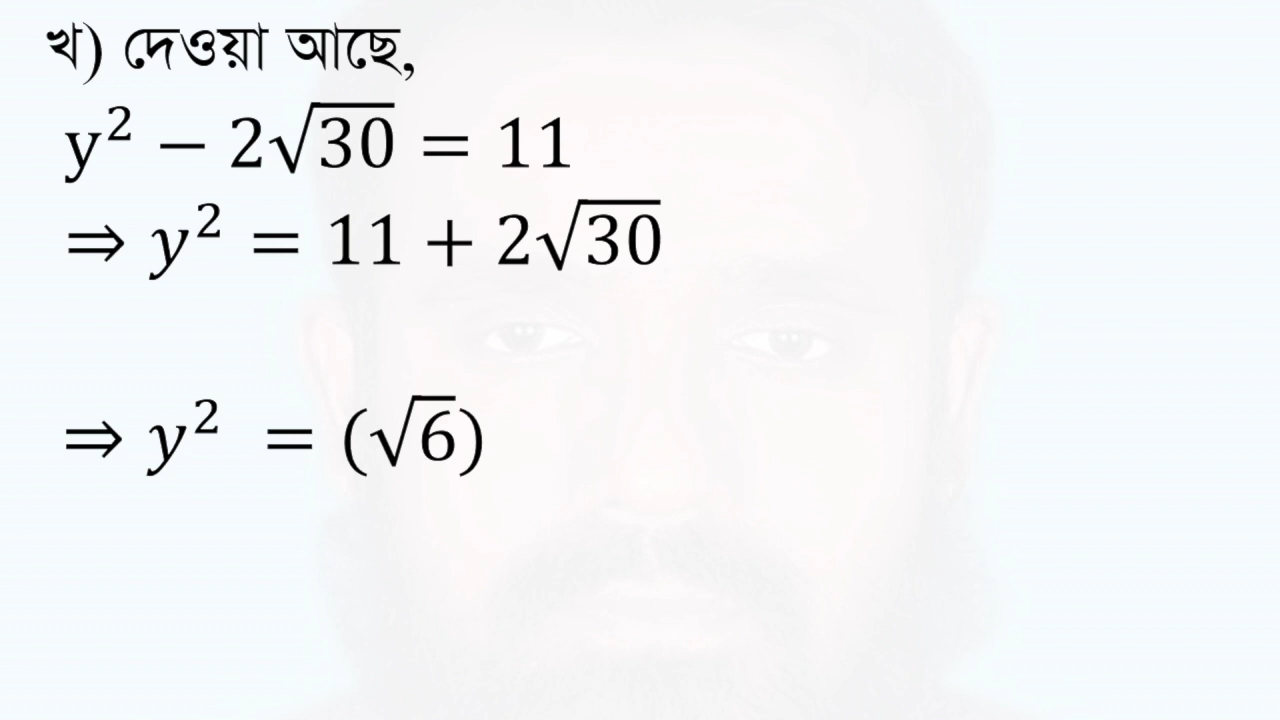 খ) দেওয়া আছে,
y² − 2√30 = 11
⇒ y² = 11 + 2√30
⇒ y² = (√6)